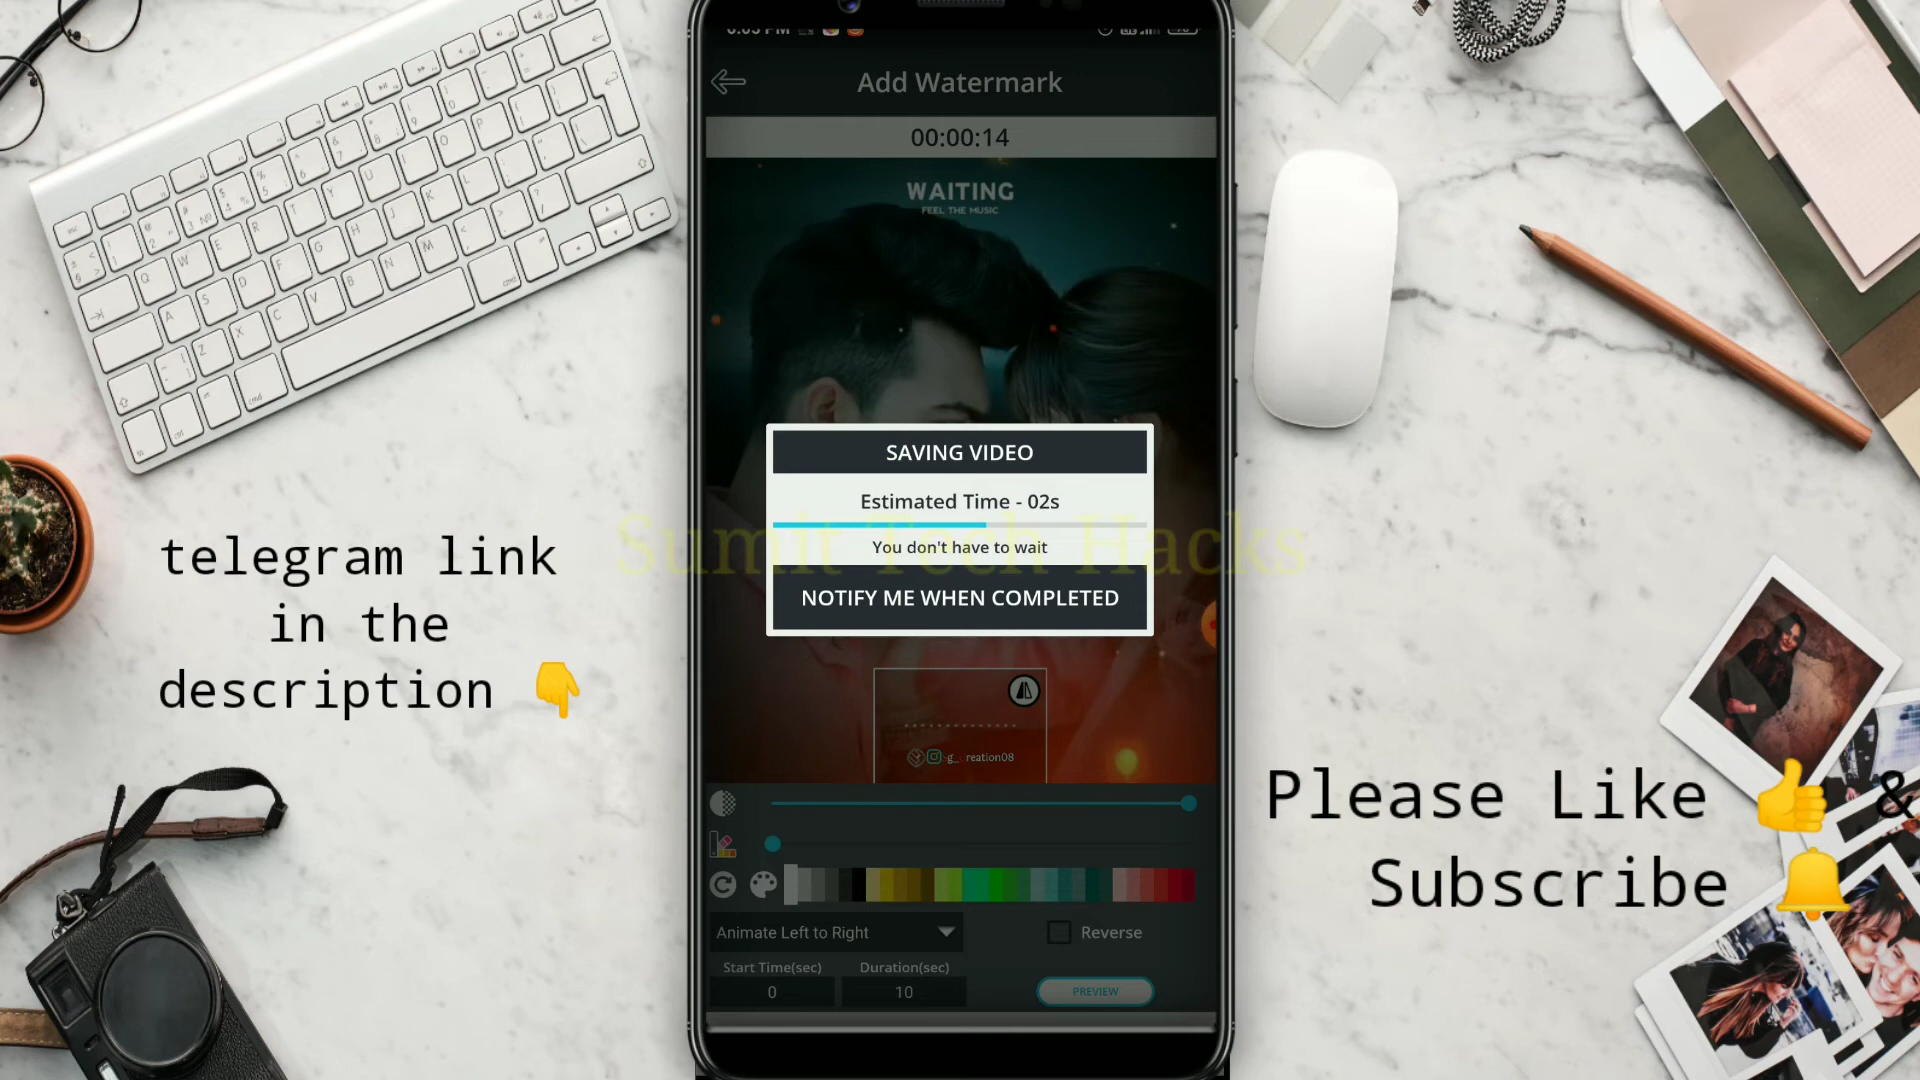 Add Watermark
00:00:14
WAITING
FEEL THE MUSIC
SAVING VIDEO
Estimated Time - 02s
You don't have to wait
NOTIFY ME WHEN COMPLETED
Sumit Tech Hacks
telegram link
in the
description 👇
g_ reation08
Please Like 👍 &
Subscribe 🔔
Animate Left to Right
Reverse
Start Time(sec)
Duration(sec)
0
10
PREVIEW